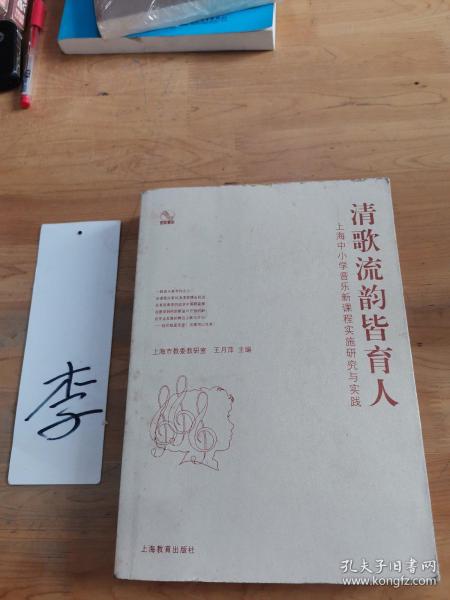 清歌流韵皆育人
上海中小学音乐新课程实施研究与实践
上海市教委教研室 王月萍 主编
上海教育出版社
李
孔夫子旧书网
www.kongfz.com